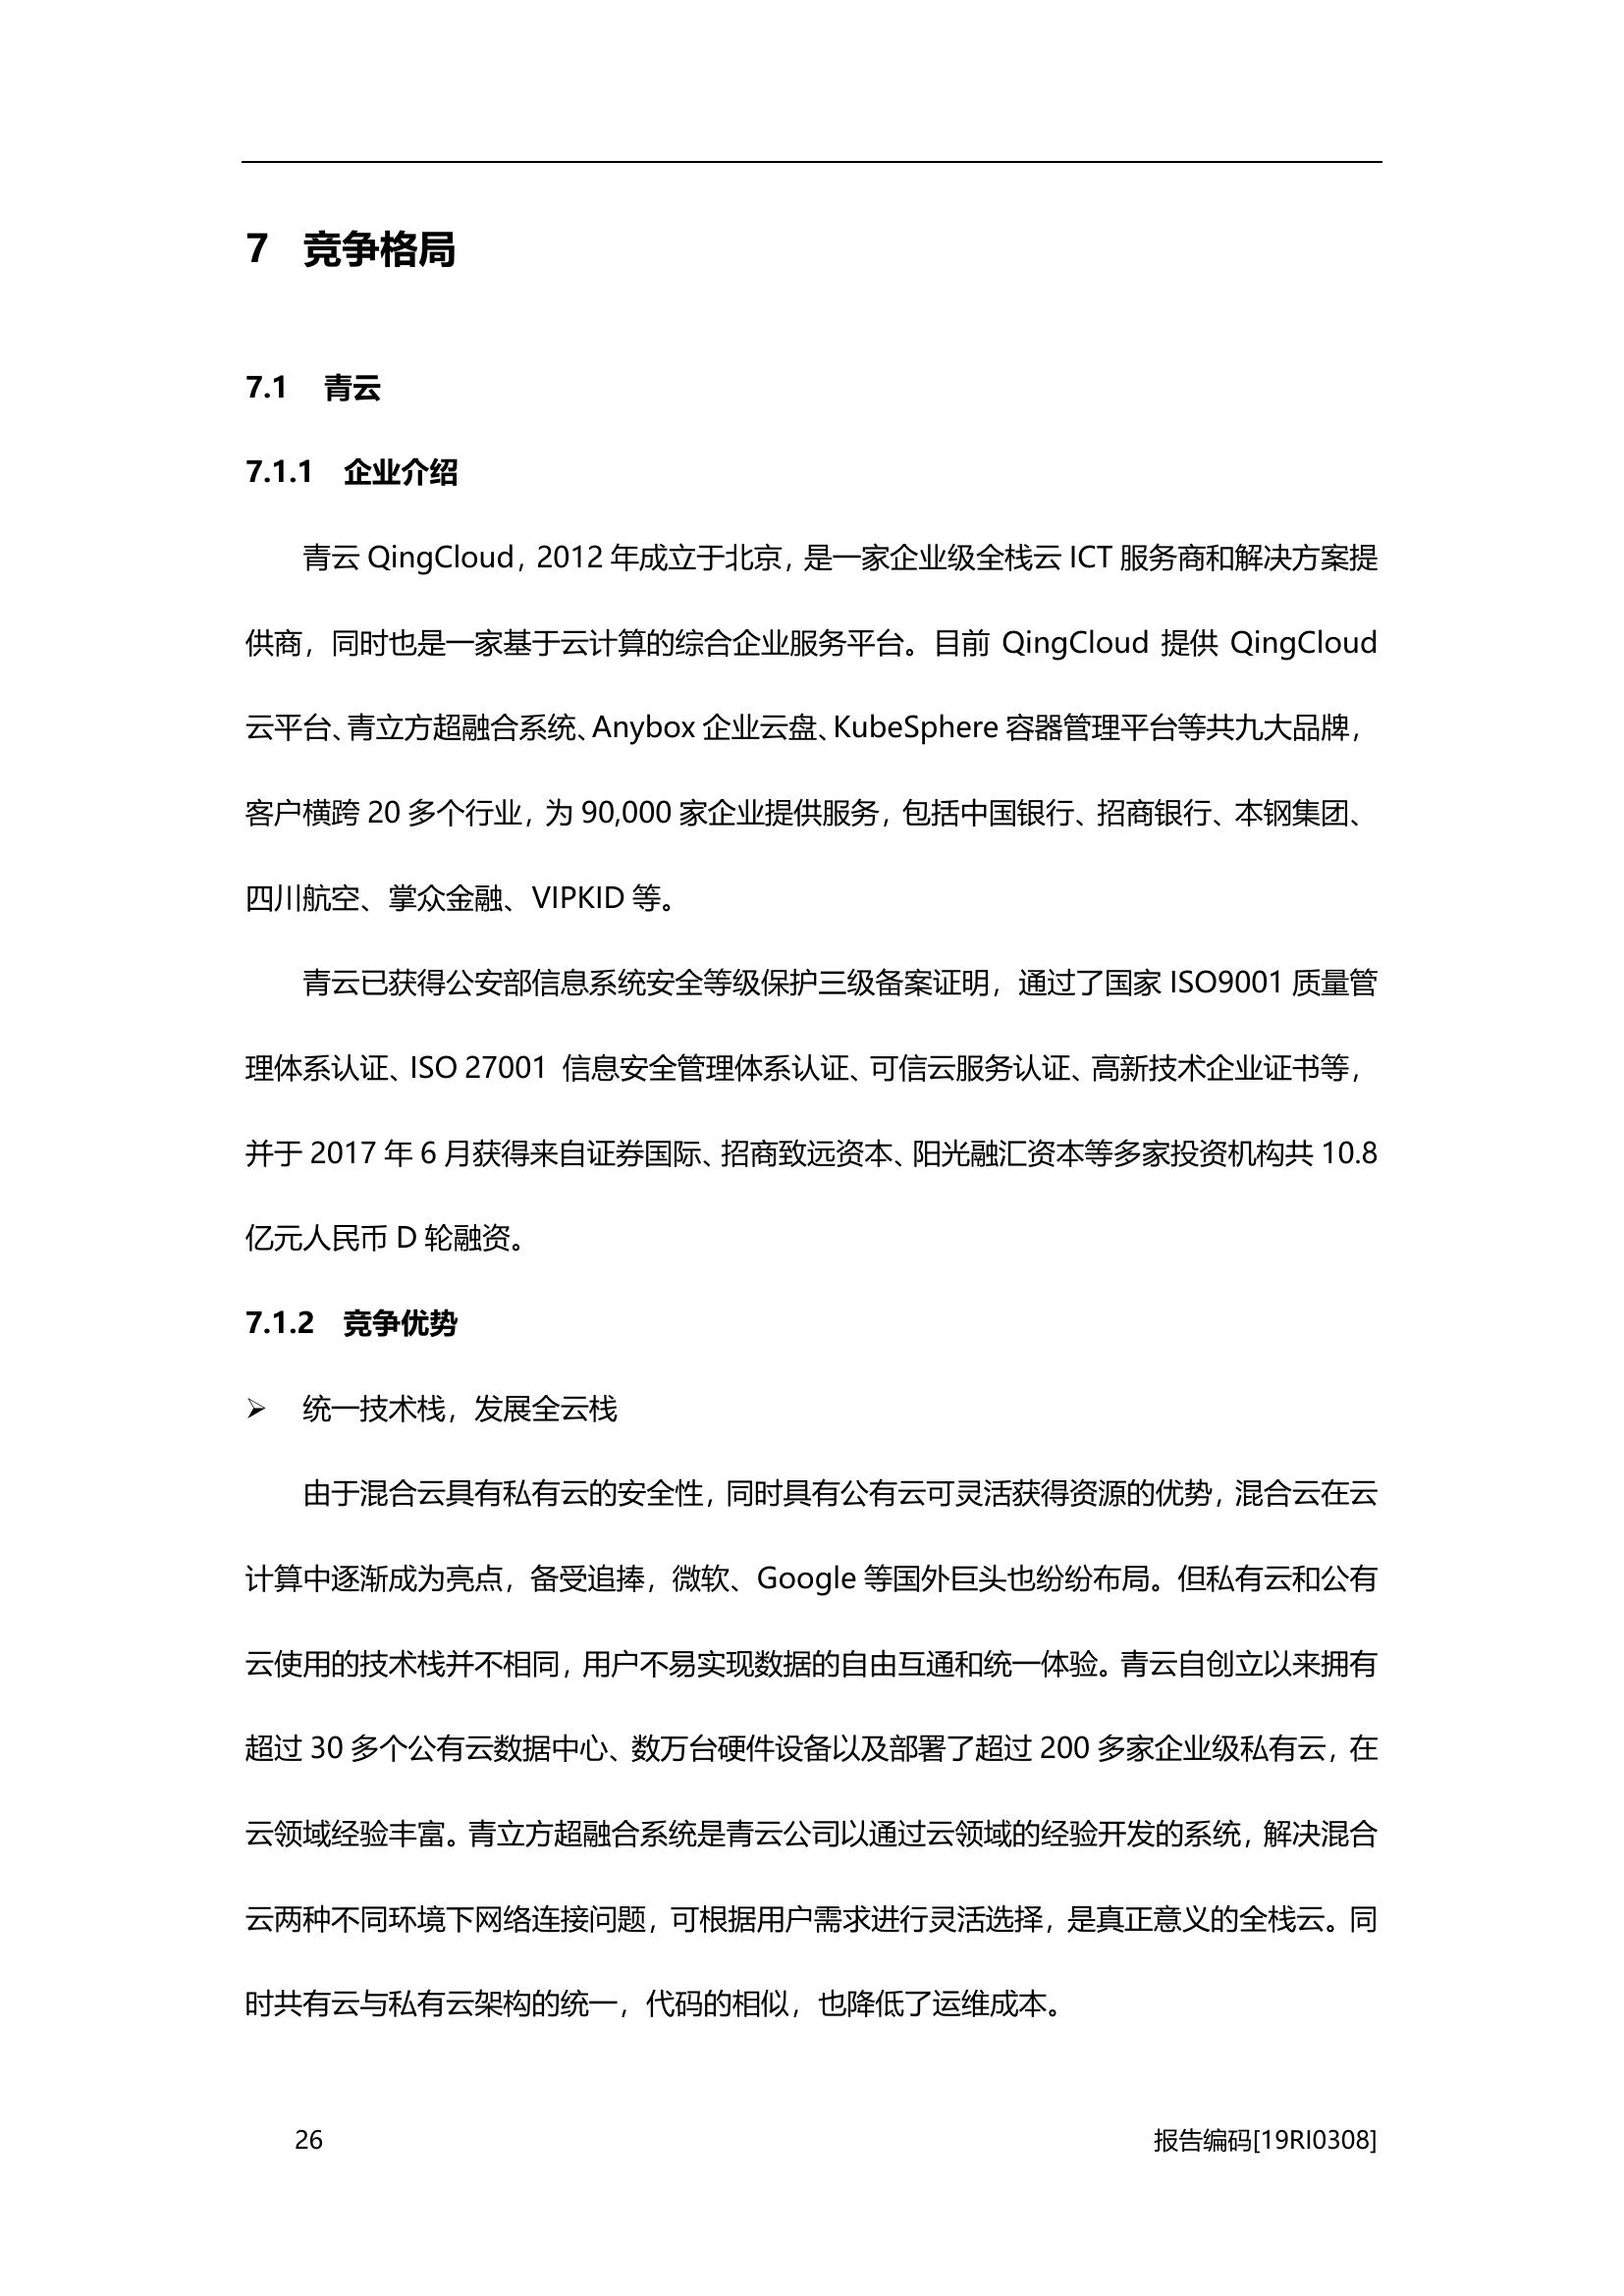 7 竞争格局
7.1 青云
7.1.1 企业介绍
青云 QingCloud，2012 年成立于北京，是一家企业级全栈云 ICT 服务商和解决方案提
供商，同时也是一家基于云计算的综合企业服务平台。目前 QingCloud 提供 QingCloud
云平台、青立方超融合系统、Anybox 企业云盘、KubeSphere 容器管理平台等共九大品牌，
客户横跨 20 多个行业，为 90,000 家企业提供服务，包括中国银行、招商银行、本钢集团、
四川航空、掌众金融、VIPKID 等。
青云已获得公安部信息系统安全等级保护三级备案证明，通过了国家 ISO9001 质量管
理体系认证、ISO 27001 信息安全管理体系认证、可信云服务认证、高新技术企业证书等，
并于 2017 年 6 月获得来自证券国际、招商致远资本、阳光融汇资本等多家投资机构共 10.8
亿元人民币 D 轮融资。
7.1.2 竞争优势
➢ 统一技术栈，发展全云栈
由于混合云具有私有云的安全性，同时具有公有云可灵活获得资源的优势，混合云在云
计算中逐渐成为亮点，备受追捧，微软、Google 等国外巨头也纷纷布局。但私有云和公有
云使用的技术栈并不相同，用户不易实现数据的自由互通和统一体验。青云自创立以来拥有
超过 30 多个公有云数据中心、数万台硬件设备以及部署了超过 200 多家企业级私有云，在
云领域经验丰富。青立方超融合系统是青云公司以通过云领域的经验开发的系统，解决混合
云两种不同环境下网络连接问题，可根据用户需求进行灵活选择，是真正意义的全栈云。同
时共有云与私有云架构的统一，代码的相似，也降低了运维成本。
26 报告编码[19RI0308]